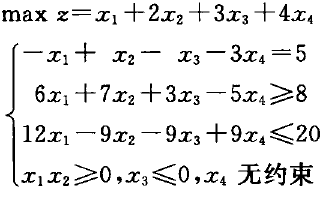 max z=x₁+2x₂+3x₃+4x₄
−x₁+ x₂− x₃−3x₄=5
6x₁+7x₂+3x₃−5x₄≥8
12x₁−9x₂−9x₃+9x₄≤20
x₁x₂≥0,x₃≤0,x₄ 无约束